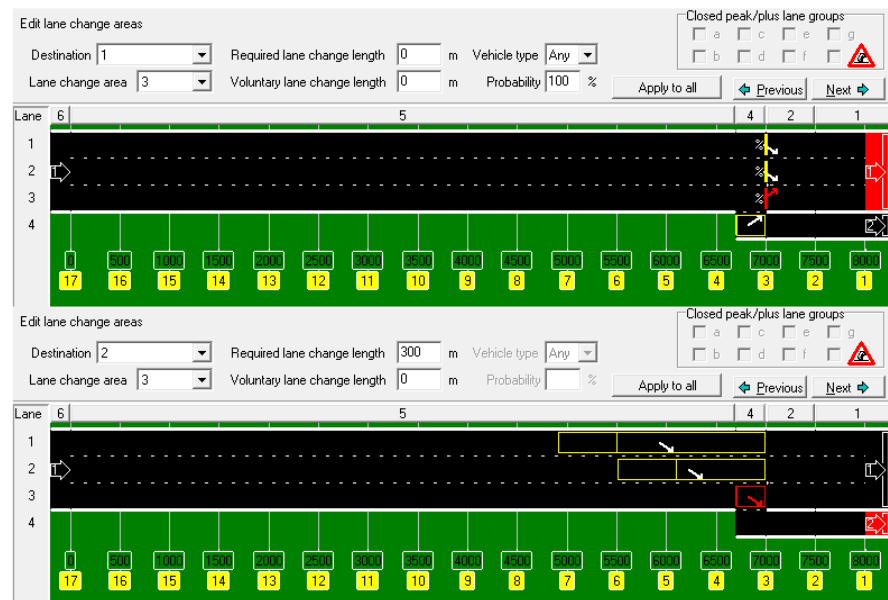 Edit lane change areas
Closed peak/plus lane groups
a c e g
Destination 1 Required lane change length 0 m Vehicle type Any
b d f
Lane change area 3 Voluntary lane change length 0 m Probability 100 % Apply to all Previous Next
Lane 6 5 4 2 1
1 %
2 1 % 1
3 %
4 2
0 500 1000 1500 2000 2500 3000 3500 4000 4500 5000 5500 6000 6500 7000 7500 8000
17 16 15 14 13 12 11 10 9 8 7 6 5 4 3 2 1
Edit lane change areas
Closed peak/plus lane groups
a c e g
Destination 2 Required lane change length 300 m Vehicle type Any
b d f
Lane change area 3 Voluntary lane change length 0 m Probability % Apply to all Previous Next
Lane 6 5 4 2 1
1
2 1 1
3
4 2
0 500 1000 1500 2000 2500 3000 3500 4000 4500 5000 5500 6000 6500 7000 7500 8000
17 16 15 14 13 12 11 10 9 8 7 6 5 4 3 2 1